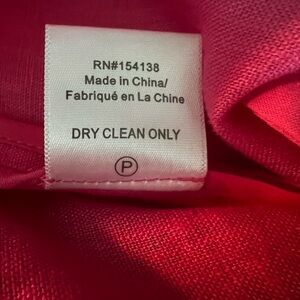 RN#154138
Made in China/
Fabriqué en La Chine
DRY CLEAN ONLY
P